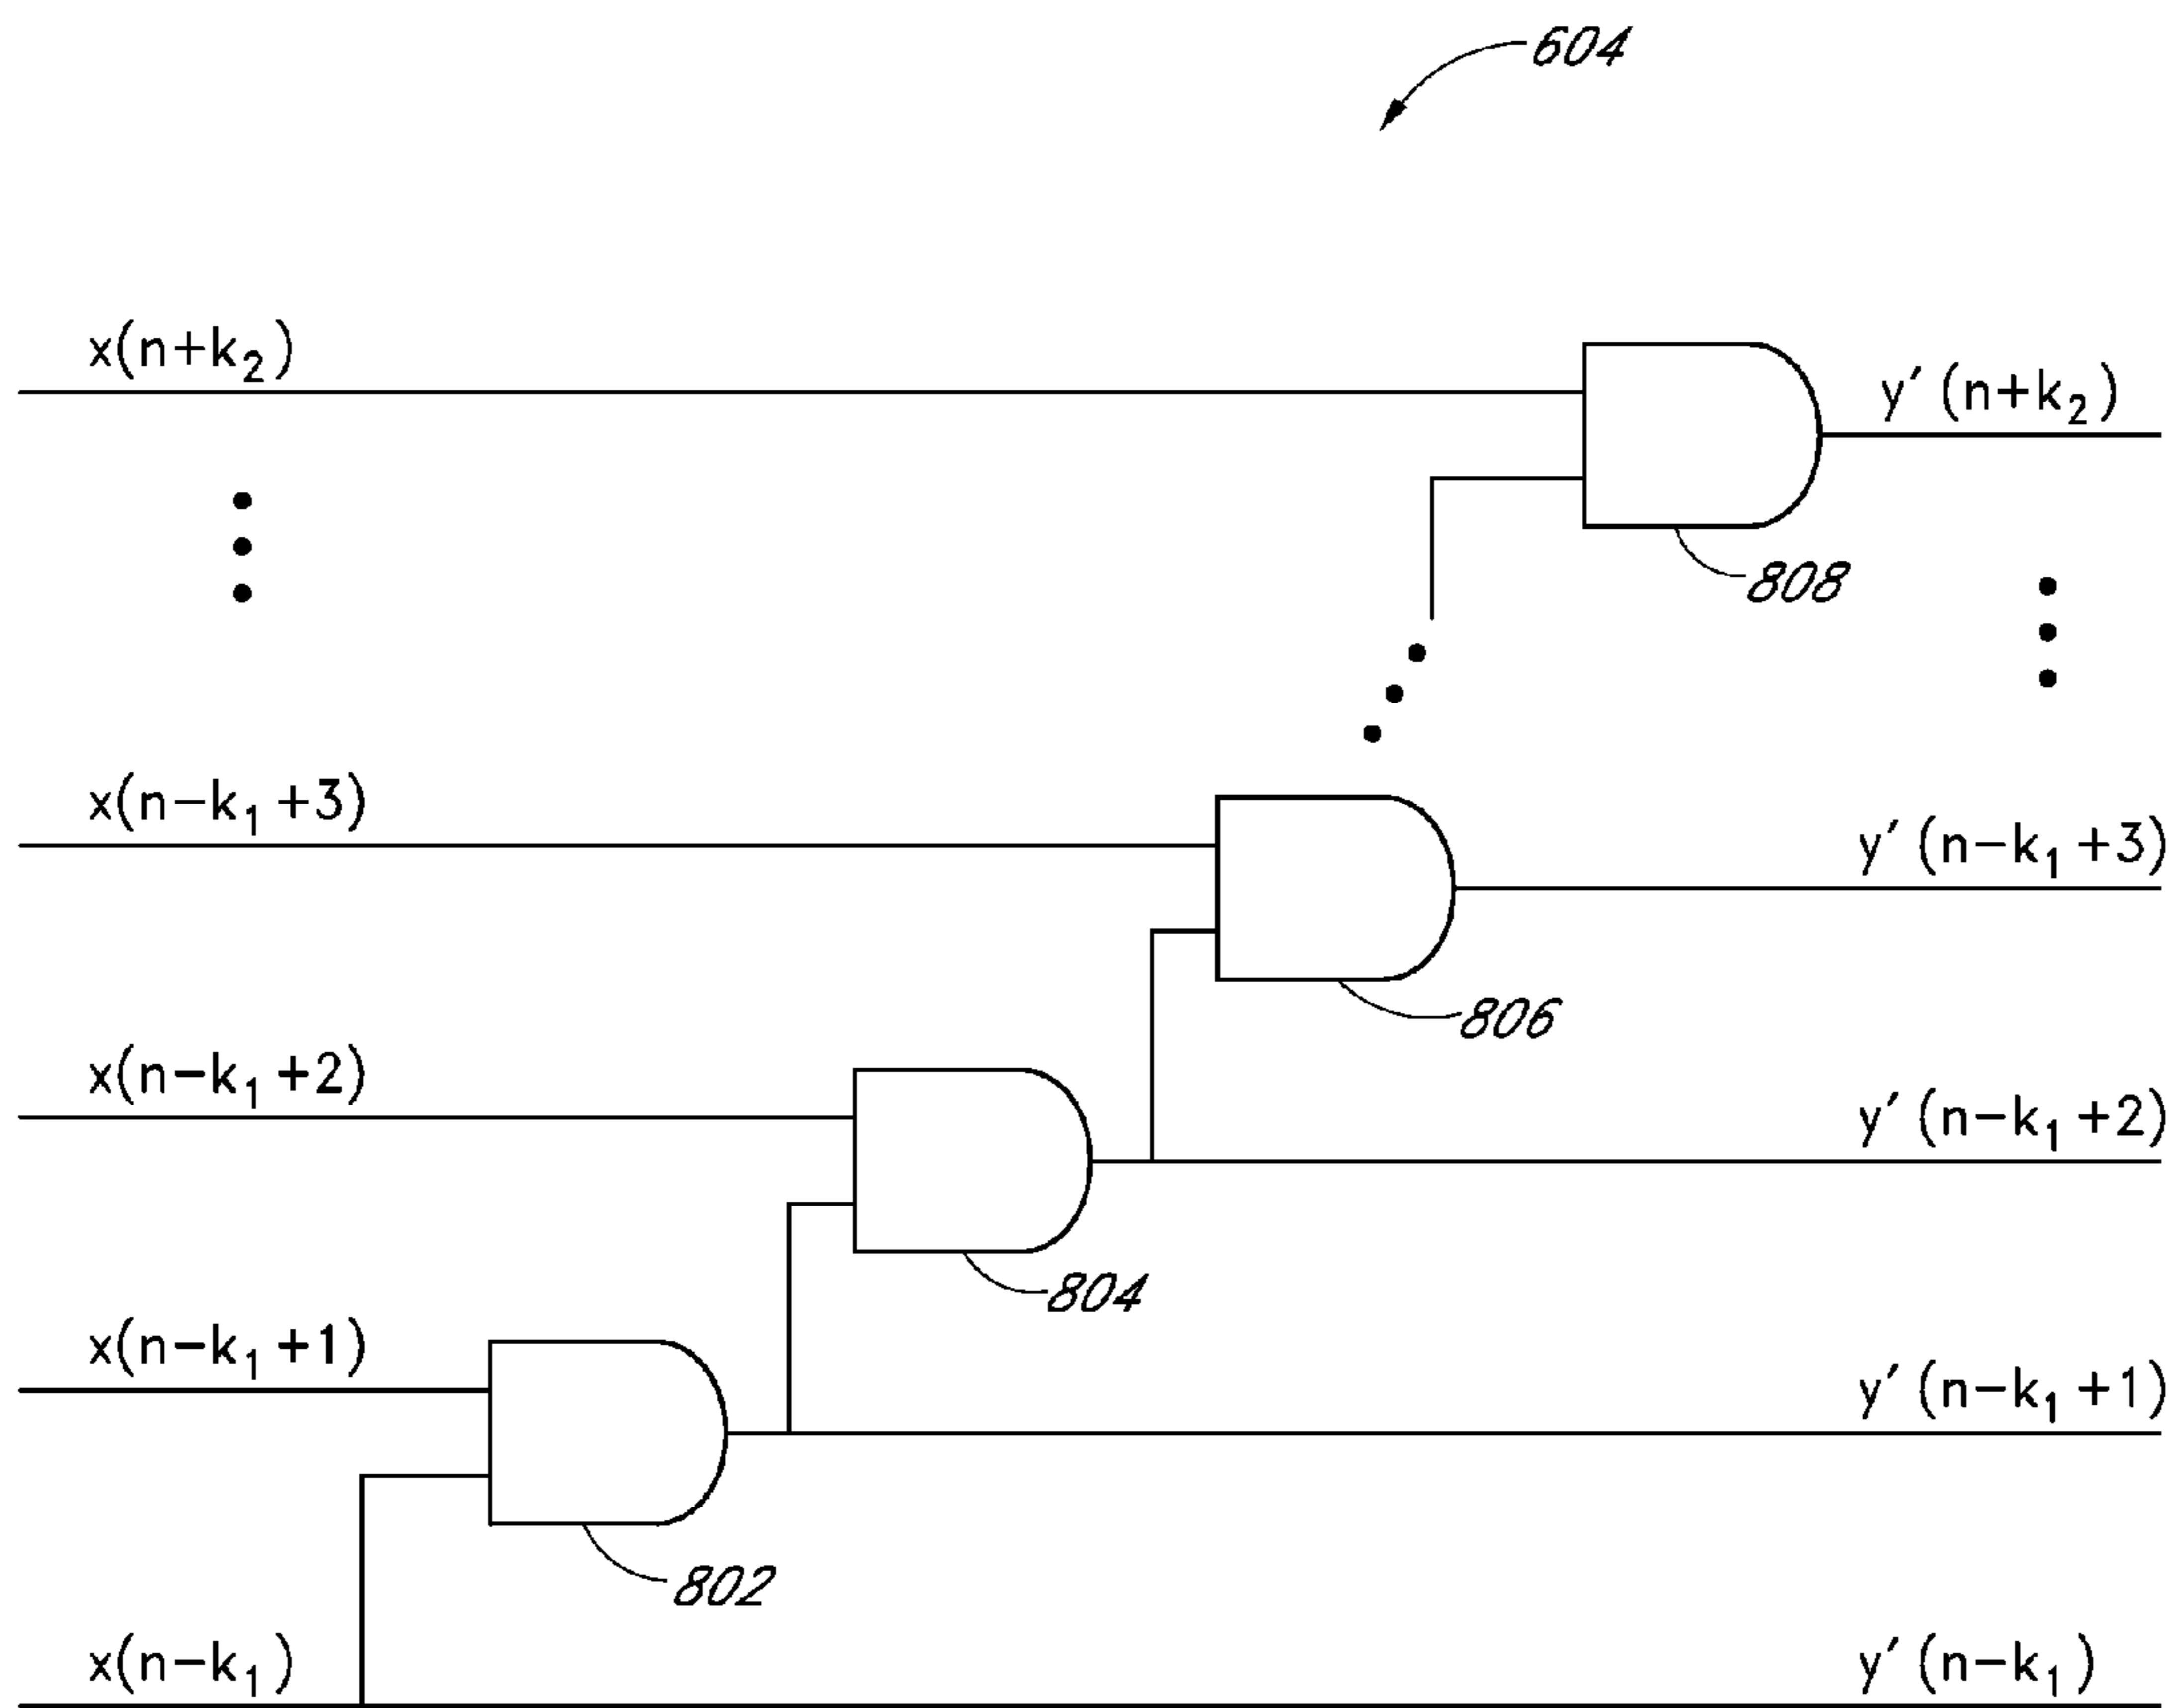 604
x(n+k₂)
y′(n+k₂)
808
x(n−k₁+3)
y′(n−k₁+3)
806
x(n−k₁+2)
y′(n−k₁+2)
804
x(n−k₁+1)
y′(n−k₁+1)
802
x(n−k₁)
y′(n−k₁)